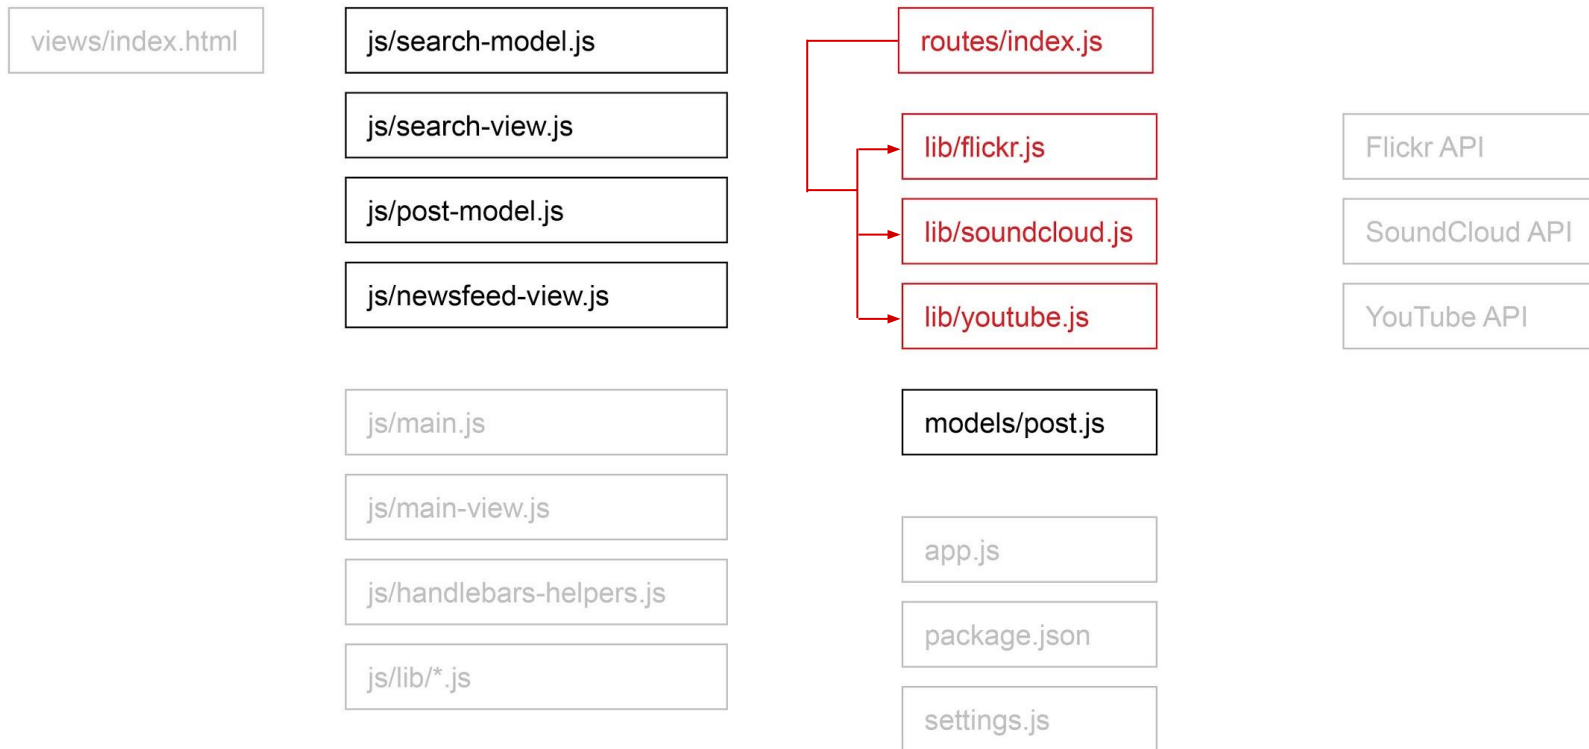 views/index.html
js/search-model.js
js/search-view.js
js/post-model.js
js/newsfeed-view.js
js/main.js
js/main-view.js
js/handlebars-helpers.js
js/lib/*.js
routes/index.js
lib/flickr.js
lib/soundcloud.js
lib/youtube.js
models/post.js
app.js
package.json
settings.js
Flickr API
SoundCloud API
YouTube API